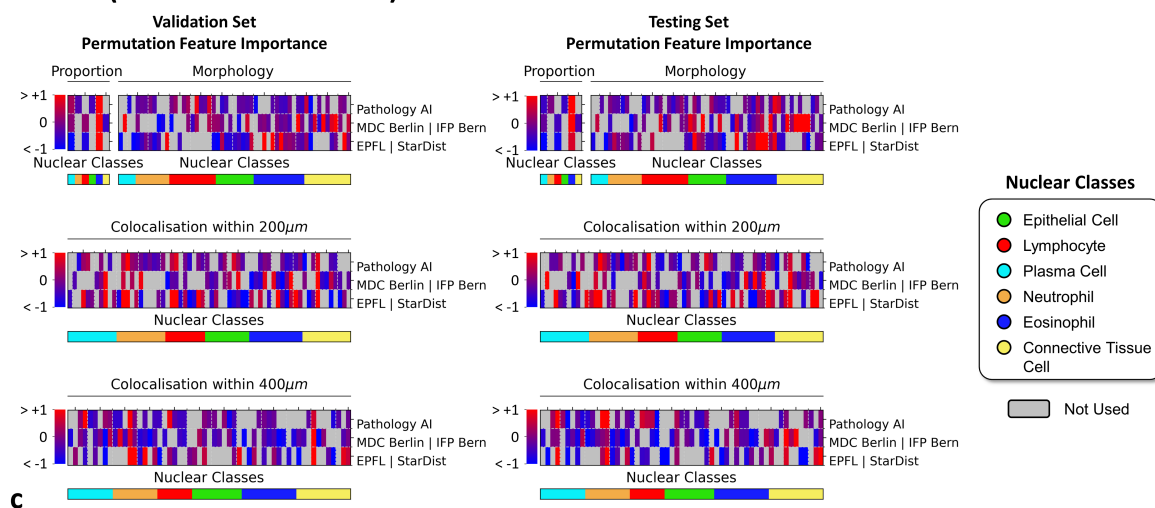 Validation Set
Permutation Feature Importance
Proportion Morphology
> +1
0
< -1
Pathology AI
MDC Berlin | IFP Bern
EPFL | StarDist
Nuclear Classes Nuclear Classes
Colocalisation within 200μm
> +1
0
< -1
Pathology AI
MDC Berlin | IFP Bern
EPFL | StarDist
Nuclear Classes
Colocalisation within 400μm
> +1
0
< -1
Pathology AI
MDC Berlin | IFP Bern
EPFL | StarDist
Nuclear Classes
Testing Set
Permutation Feature Importance
Proportion Morphology
> +1
0
< -1
Pathology AI
MDC Berlin | IFP Bern
EPFL | StarDist
Nuclear Classes Nuclear Classes
Colocalisation within 200μm
> +1
0
< -1
Pathology AI
MDC Berlin | IFP Bern
EPFL | StarDist
Nuclear Classes
Colocalisation within 400μm
> +1
0
< -1
Pathology AI
MDC Berlin | IFP Bern
EPFL | StarDist
Nuclear Classes
Nuclear Classes
Epithelial Cell
Lymphocyte
Plasma Cell
Neutrophil
Eosinophil
Connective Tissue
Cell
Not Used
c